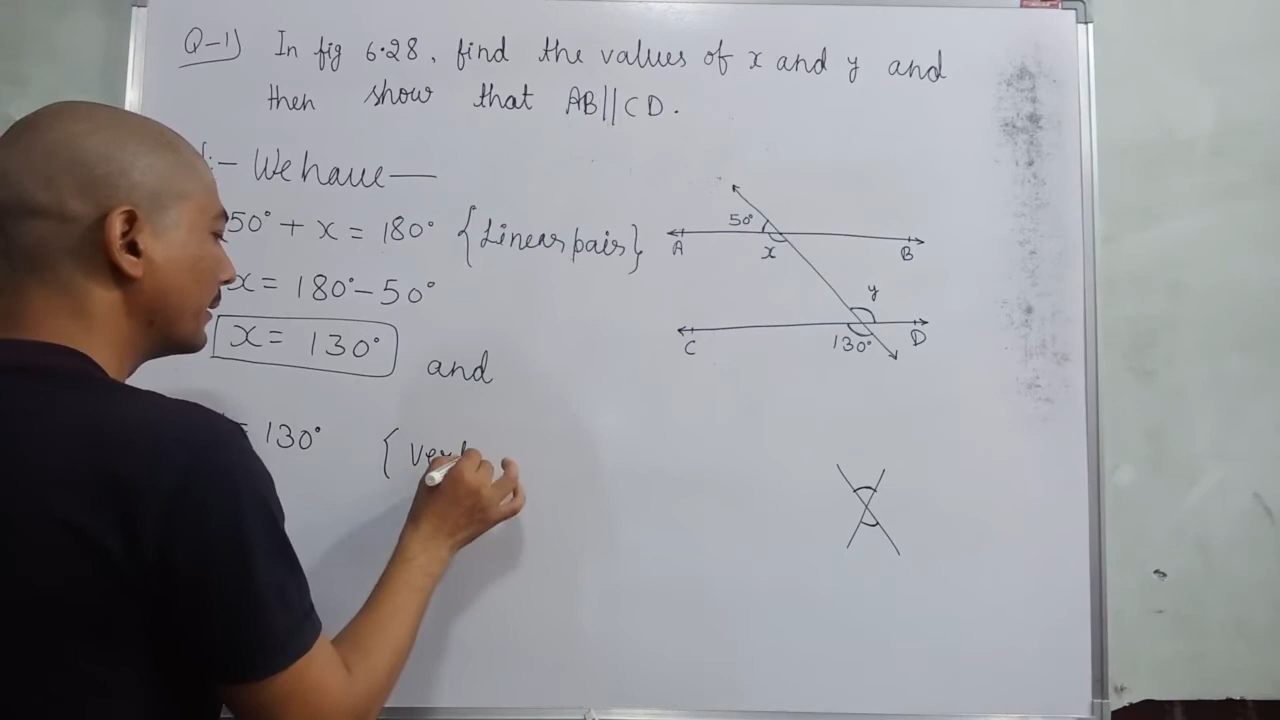 Q-1) In fig 6.28, find the values of x and y and
then show that AB||CD.
:- We have —
50° + x = 180° {Linear pair}
x = 180° - 50°
x = 130° and
= 130° {ver
50°
A
x
B
y
C
130°
D